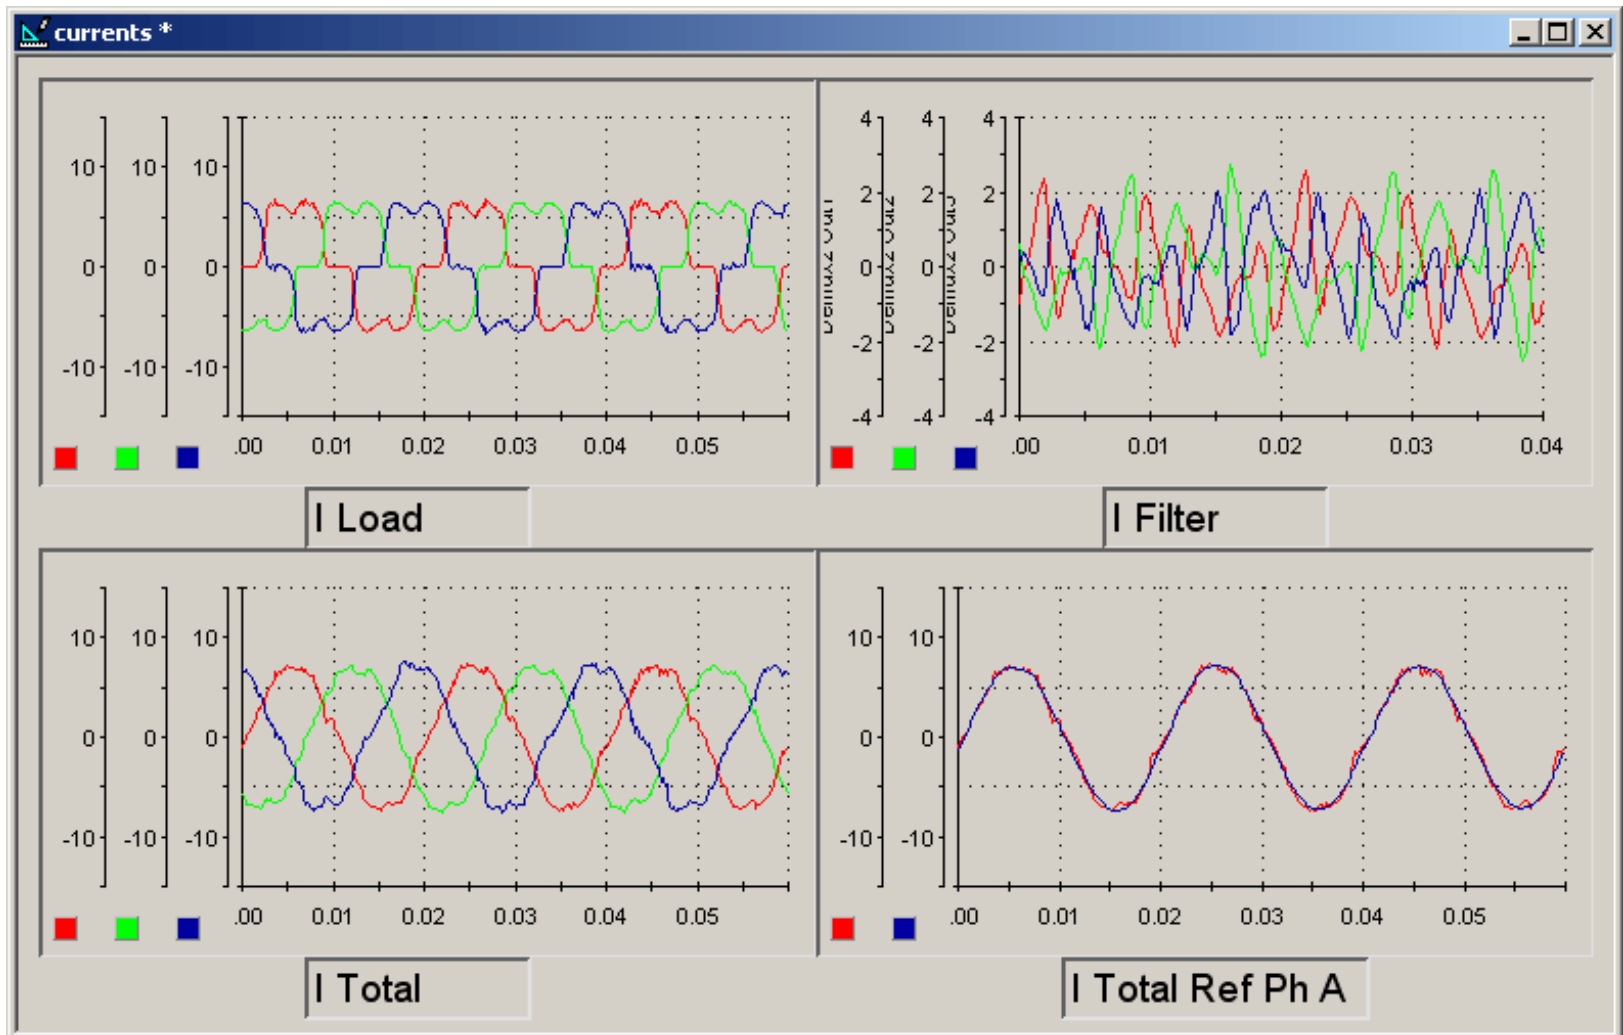 currents *
10 10 10 4 4 4
2 2 2
0 0 0 0 0 0
-2 -2 -2
-10 -10 -10 -4 -4 -4
.00 0.01 0.02 0.03 0.04 0.05 .00 0.01 0.02 0.03 0.04
I Load I Filter
10 10 10 10 10
0 0 0 0 0
-10 -10 -10 -10 -10
.00 0.01 0.02 0.03 0.04 0.05 .00 0.01 0.02 0.03 0.04 0.05
I Total I Total Ref Ph A